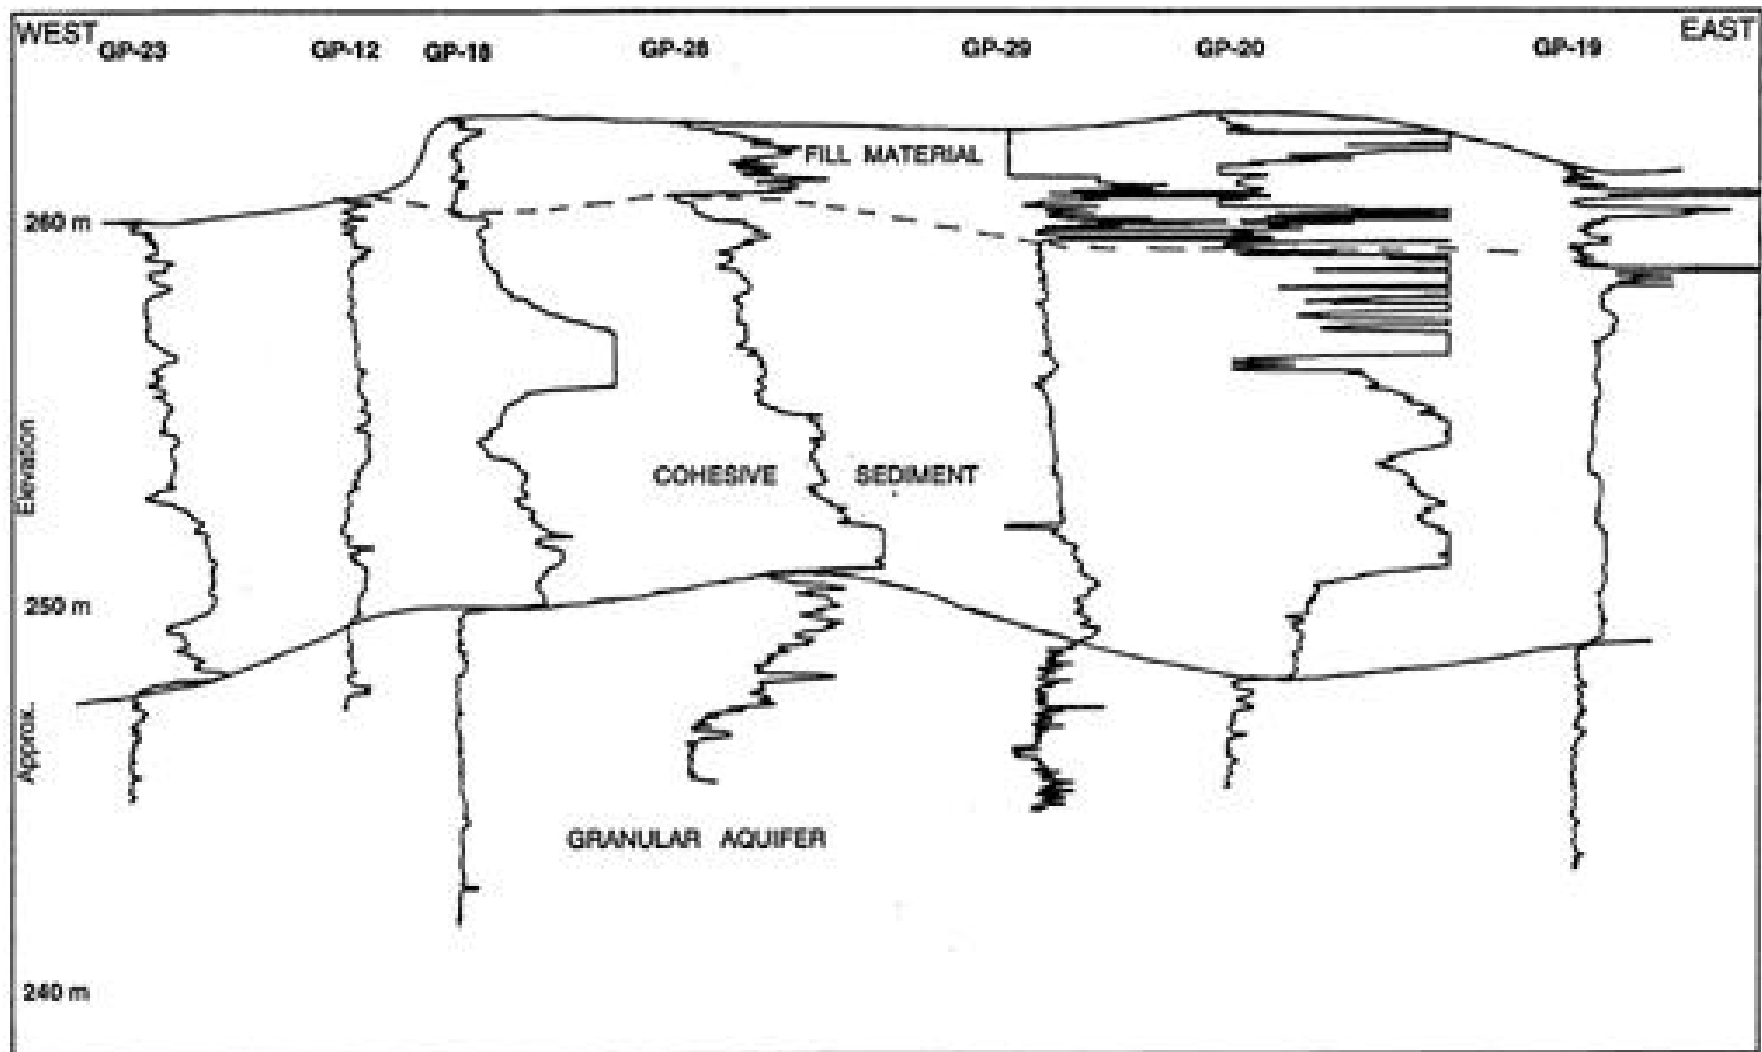 WEST
EAST
GP-23 GP-12 GP-18 GP-28 GP-29 GP-20 GP-19
FILL MATERIAL
260 m
Elevation
COHESIVE SEDIMENT
250 m
Approx.
GRANULAR AQUIFER
240 m